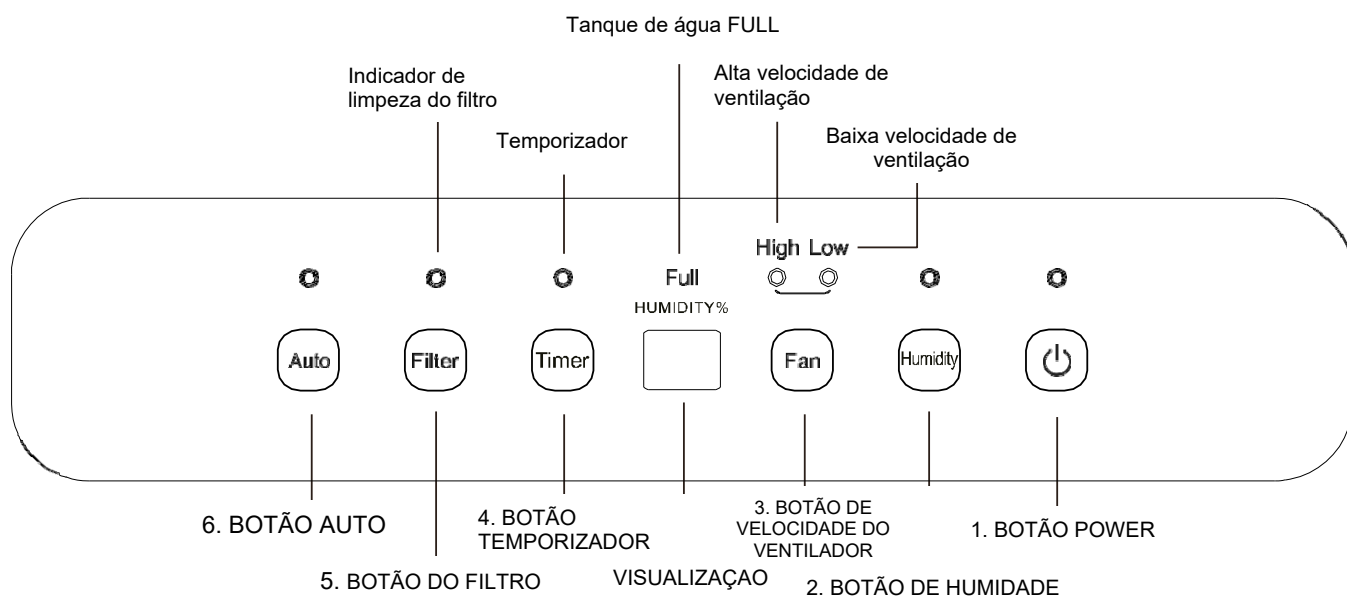 Tanque de água FULL
Indicador de
limpeza do filtro
Alta velocidade de
ventilação
Temporizador
Baixa velocidade de
ventilação
High Low
Full
HUMIDITY%
Auto
Filter
Timer
Fan
Humidity
6. BOTÃO AUTO
4. BOTÃO
TEMPORIZADOR
3. BOTÃO DE
VELOCIDADE DO
VENTILADOR
1. BOTÃO POWER
5. BOTÃO DO FILTRO
VISUALIZAÇAO
2. BOTÃO DE HUMIDADE